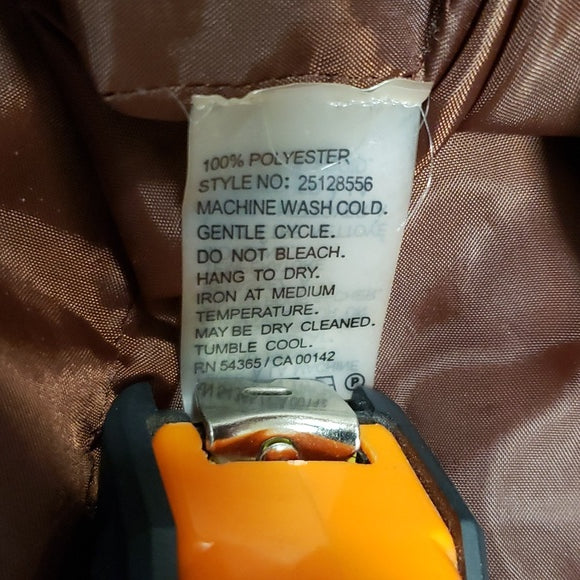 100% POLYESTER
STYLE NO: 25128556
MACHINE WASH COLD.
GENTLE CYCLE.
DO NOT BLEACH.
HANG TO DRY.
IRON AT MEDIUM
TEMPERATURE.
MAY BE DRY CLEANED.
TUMBLE COOL.
RN 54365 / CA 00142
P